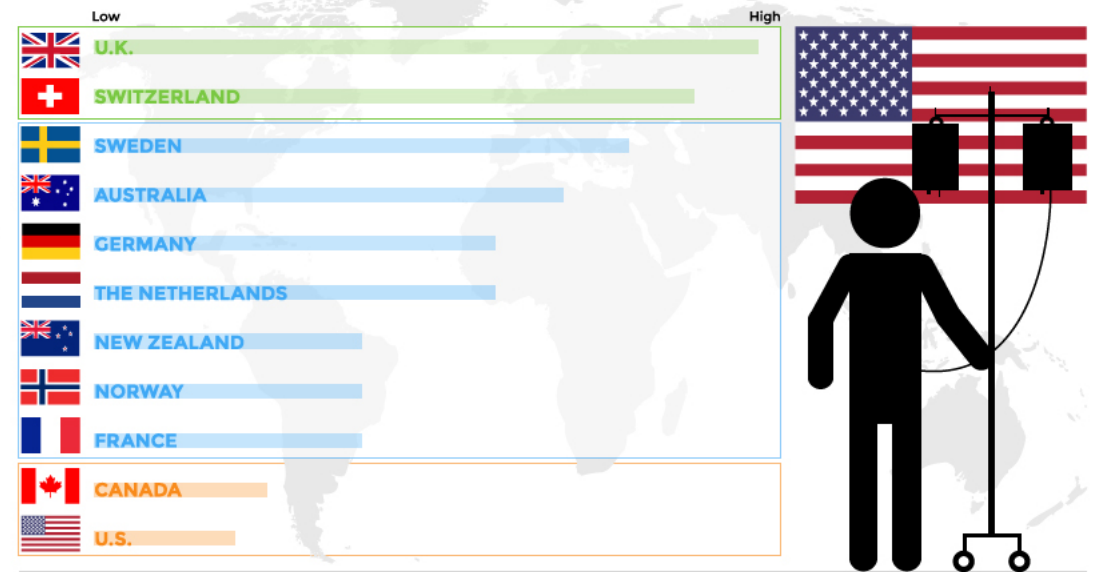 Low High
U.K.
SWITZERLAND
SWEDEN
AUSTRALIA
GERMANY
THE NETHERLANDS
NEW ZEALAND
NORWAY
FRANCE
CANADA
U.S.